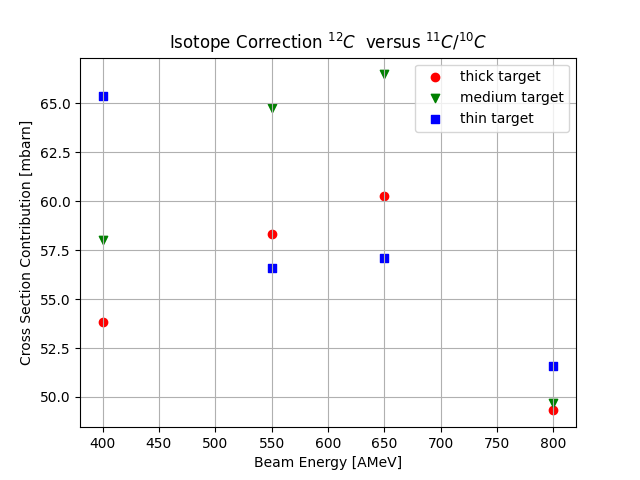 Isotope Correction ¹²C versus ¹¹C/¹⁰C
thick target
medium target
thin target
65.0
62.5
60.0
57.5
55.0
52.5
50.0
Cross Section Contribution [mbarn]
400 450 500 550 600 650 700 750 800
Beam Energy [AMeV]